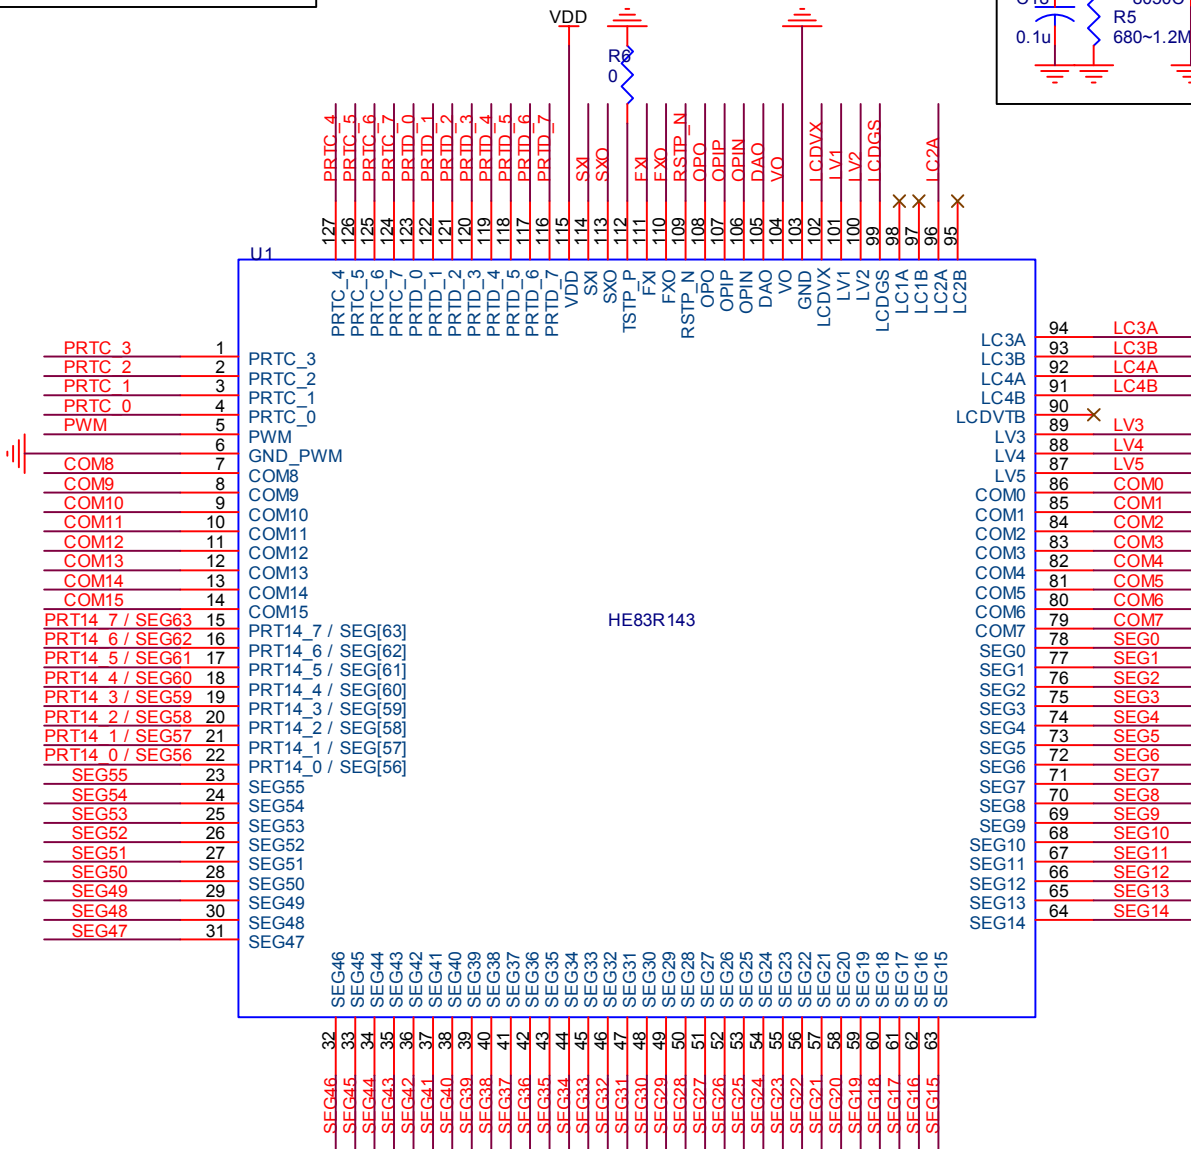 VDD
R6
0
C10
0.1u
R5
680~1.2M
PRTC_4
PRTC_5
PRTC_6
PRTC_7
PRTD_0
PRTD_1
PRTD_2
PRTD_3
PRTD_4
PRTD_5
PRTD_6
PRTD_7
SXI
SXO
FXI
FXO
RSTP_N
OPO
OPIP
OPIN
DAO
VO
LCDVX
LV1
LV2
LCDGS
LC2A
127
126
125
124
123
122
121
120
119
118
117
116
115
114
113
112
111
110
109
108
107
106
105
104
103
102
101
100
99
98
97
96
95
U1
PRTC_4
PRTC_5
PRTC_6
PRTC_7
PRTD_0
PRTD_1
PRTD_2
PRTD_3
PRTD_4
PRTD_5
PRTD_6
PRTD_7
VDD
SXI
SXO
TSTP_P
FXI
FXO
RSTP_N
OPO
OPIP
OPIN
DAO
VO
GND
LCDVX
LV1
LV2
LCDGS
LC1A
LC1B
LC2A
LC2B
PRTC_3 1 PRTC_3
PRTC_2 2 PRTC_2
PRTC_1 3 PRTC_1
PRTC_0 4 PRTC_0
PWM 5 PWM
6 GND_PWM
COM8 7 COM8
COM9 8 COM9
COM10 9 COM10
COM11 10 COM11
COM12 11 COM12
COM13 12 COM13
COM14 13 COM14
COM15 14 COM15
PRT14_7 / SEG63 15 PRT14_7 / SEG[63]
PRT14_6 / SEG62 16 PRT14_6 / SEG[62]
PRT14_5 / SEG61 17 PRT14_5 / SEG[61]
PRT14_4 / SEG60 18 PRT14_4 / SEG[60]
PRT14_3 / SEG59 19 PRT14_3 / SEG[59]
PRT14_2 / SEG58 20 PRT14_2 / SEG[58]
PRT14_1 / SEG57 21 PRT14_1 / SEG[57]
PRT14_0 / SEG56 22 PRT14_0 / SEG[56]
SEG55 23 SEG55
SEG54 24 SEG54
SEG53 25 SEG53
SEG52 26 SEG52
SEG51 27 SEG51
SEG50 28 SEG50
SEG49 29 SEG49
SEG48 30 SEG48
SEG47 31 SEG47
HE83R143
LC3A 94 LC3A
LC3B 93 LC3B
LC4A 92 LC4A
LC4B 91 LC4B
LCDVTB 90
LV3 89 LV3
LV4 88 LV4
LV5 87 LV5
COM0 86 COM0
COM1 85 COM1
COM2 84 COM2
COM3 83 COM3
COM4 82 COM4
COM5 81 COM5
COM6 80 COM6
COM7 79 COM7
SEG0 78 SEG0
SEG1 77 SEG1
SEG2 76 SEG2
SEG3 75 SEG3
SEG4 74 SEG4
SEG5 73 SEG5
SEG6 72 SEG6
SEG7 71 SEG7
SEG8 70 SEG8
SEG9 69 SEG9
SEG10 68 SEG10
SEG11 67 SEG11
SEG12 66 SEG12
SEG13 65 SEG13
SEG14 64 SEG14
SEG46
SEG45
SEG44
SEG43
SEG42
SEG41
SEG40
SEG39
SEG38
SEG37
SEG36
SEG35
SEG34
SEG33
SEG32
SEG31
SEG30
SEG29
SEG28
SEG27
SEG26
SEG25
SEG24
SEG23
SEG22
SEG21
SEG20
SEG19
SEG18
SEG17
SEG16
SEG15
32
33
34
35
36
37
38
39
40
41
42
43
44
45
46
47
48
49
50
51
52
53
54
55
56
57
58
59
60
61
62
63
SEG46
SEG45
SEG44
SEG43
SEG42
SEG41
SEG40
SEG39
SEG38
SEG37
SEG36
SEG35
SEG34
SEG33
SEG32
SEG31
SEG30
SEG29
SEG28
SEG27
SEG26
SEG25
SEG24
SEG23
SEG22
SEG21
SEG20
SEG19
SEG18
SEG17
SEG16
SEG15